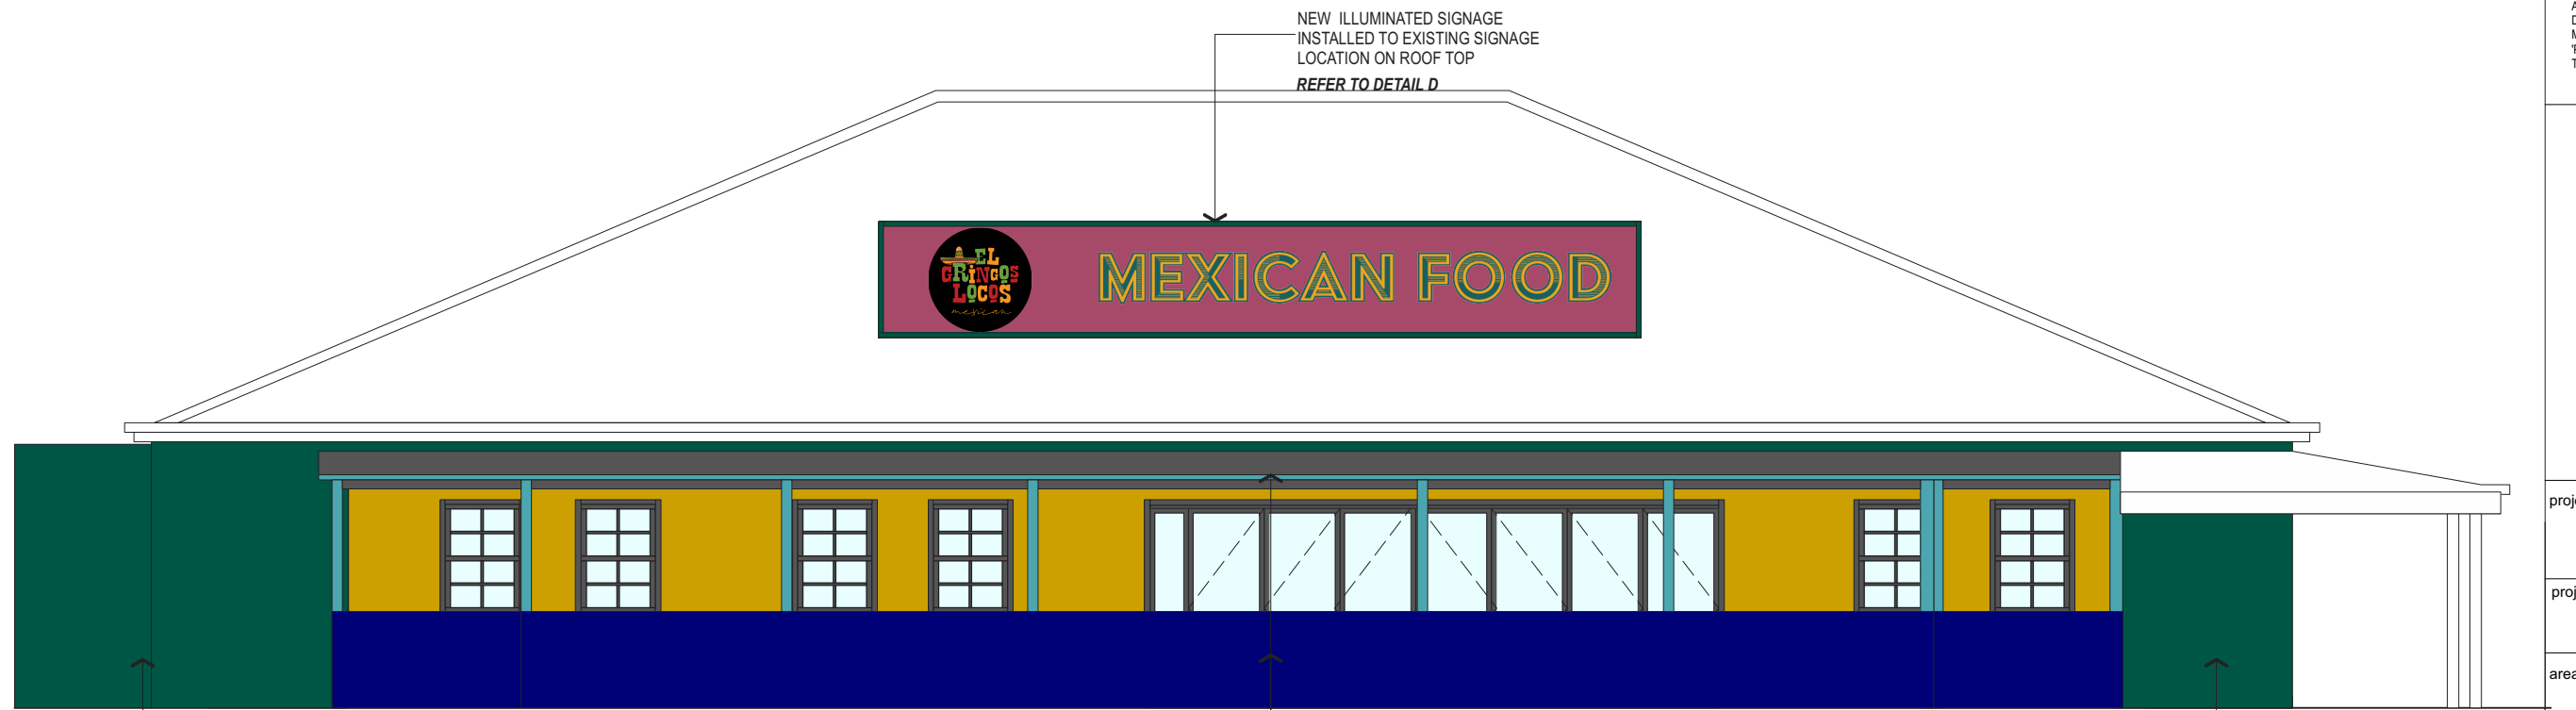 NEW ILLUMINATED SIGNAGE
INSTALLED TO EXISTING SIGNAGE
LOCATION ON ROOF TOP
REFER TO DETAIL D
EL
GRiNGOS
LOCOS
mexican
MEXICAN FOOD